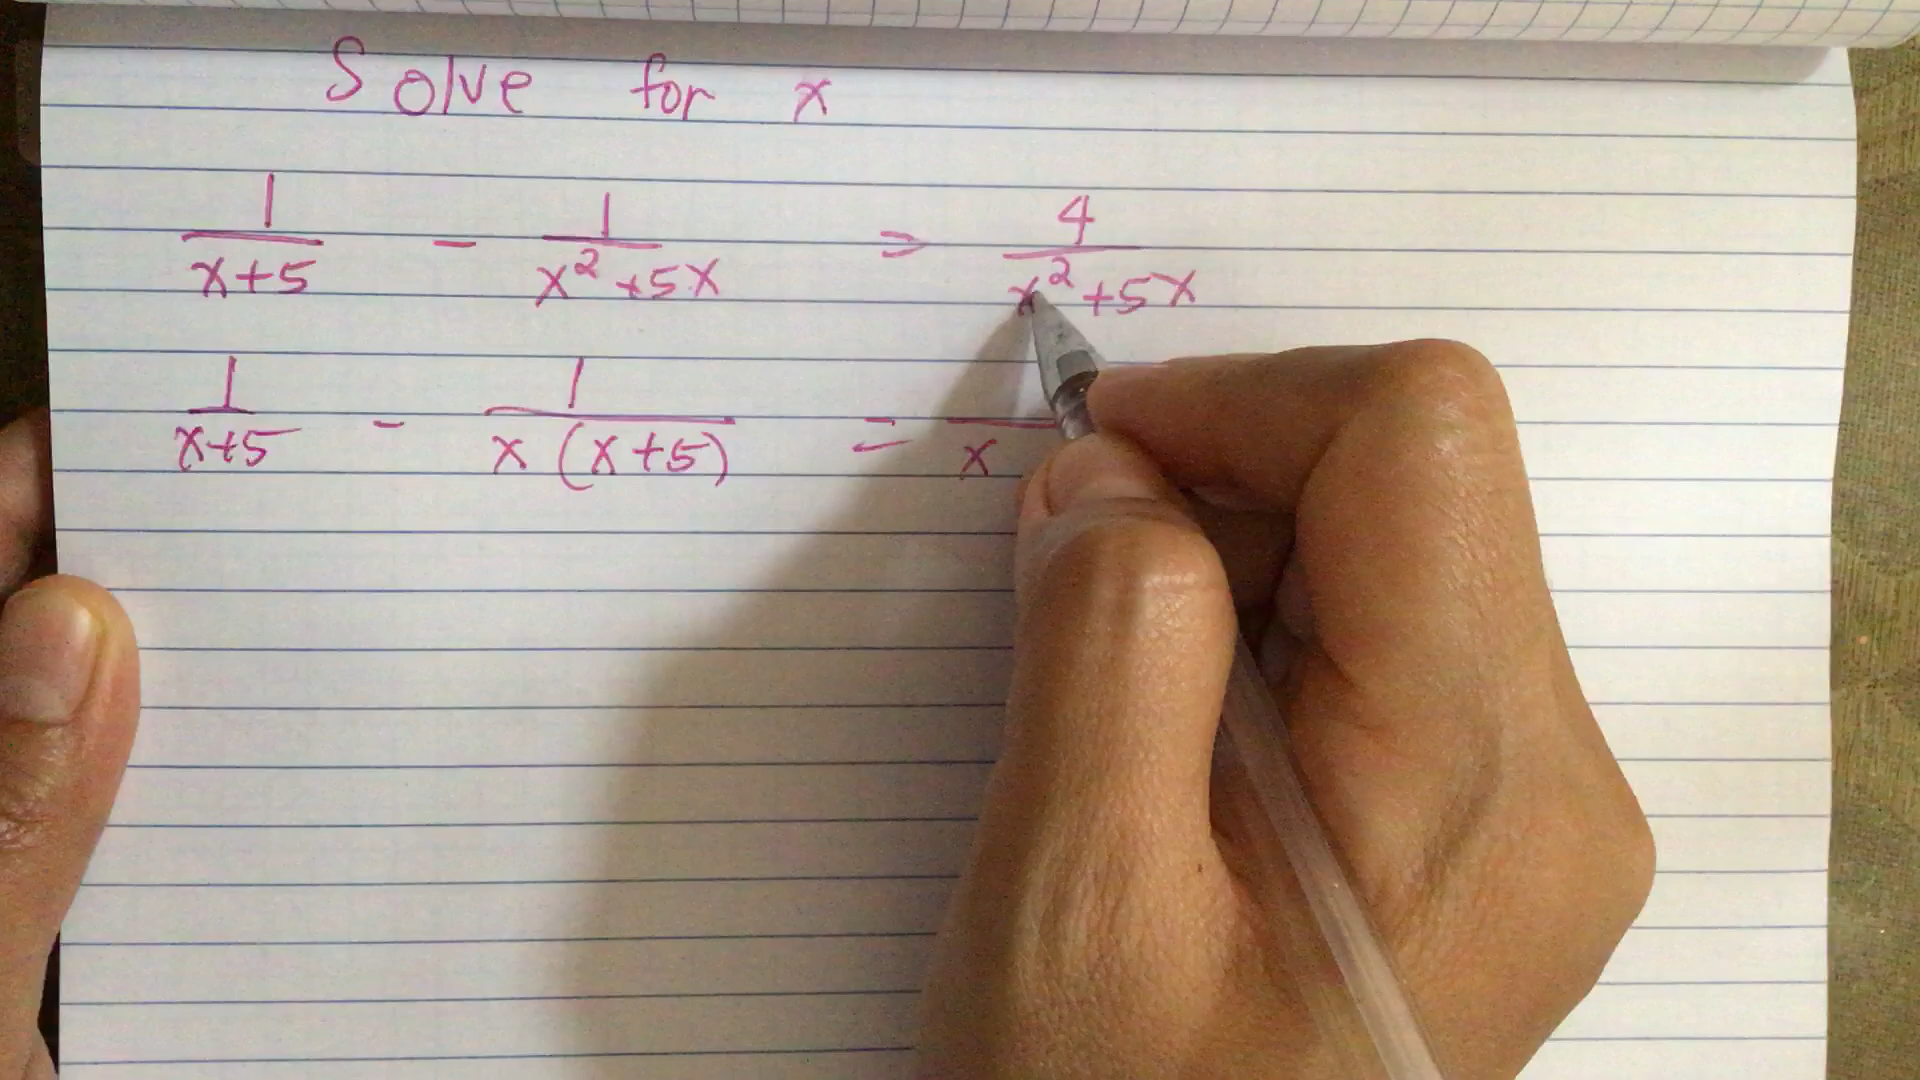 Solve for x
1/(x+5) - 1/(x²+5x) = 4/(x²+5x)
1/(x+5) - 1/(x(x+5)) = /x